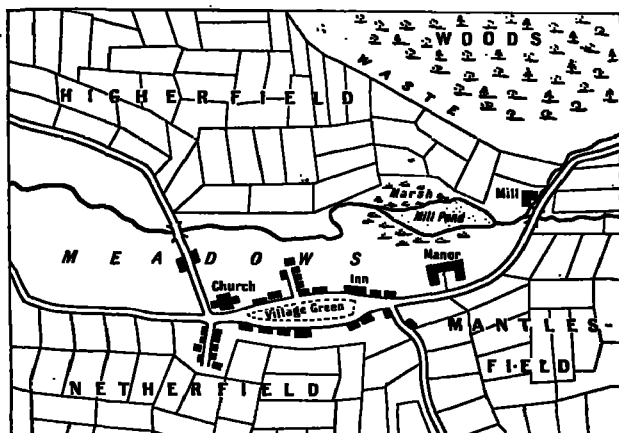 WOODS
WASTE
HIGHERFIELD
Marsh
Mill
Mill Pond
MEADOWS
Manor
Church
Inn
Village Green
MANTLES-
FIELD
NETHERFIELD